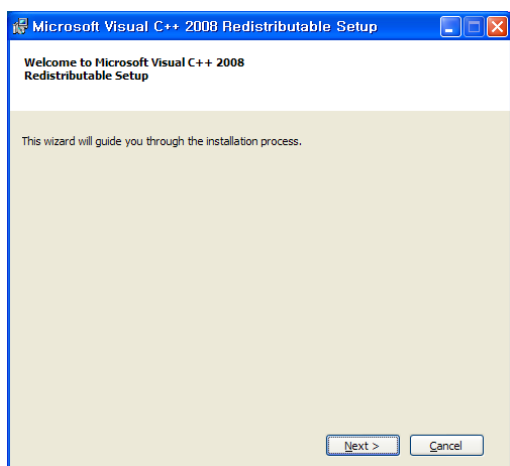 Microsoft Visual C++ 2008 Redistributable Setup
Welcome to Microsoft Visual C++ 2008
Redistributable Setup
This wizard will guide you through the installation process.
Next >
Cancel